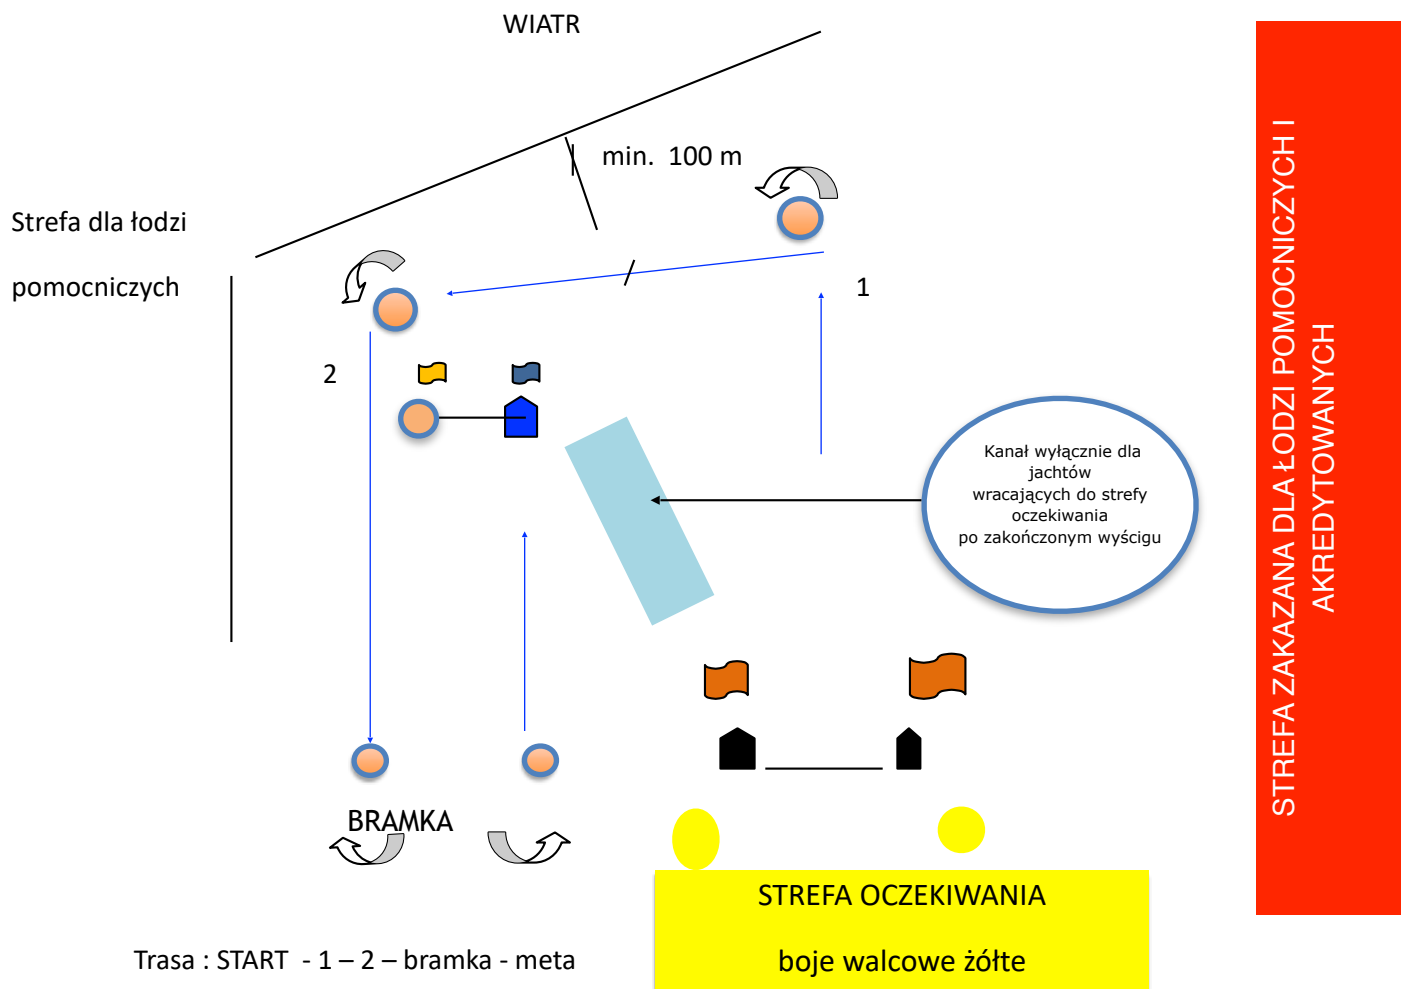 WIATR
min.  100 m
Strefa dla łodzi
pomocniczych
1
2
Kanał wyłącznie dla
jachtów
wracających do strefy
oczekiwania
po zakończonym wyścigu
STREFA ZAKAZANA DLA ŁODZI POMOCNICZYCH I
AKREDYTOWANYCH
BRAMKA
STREFA OCZEKIWANIA
boje walcowe żółte
Trasa : START  - 1 – 2 – bramka - meta